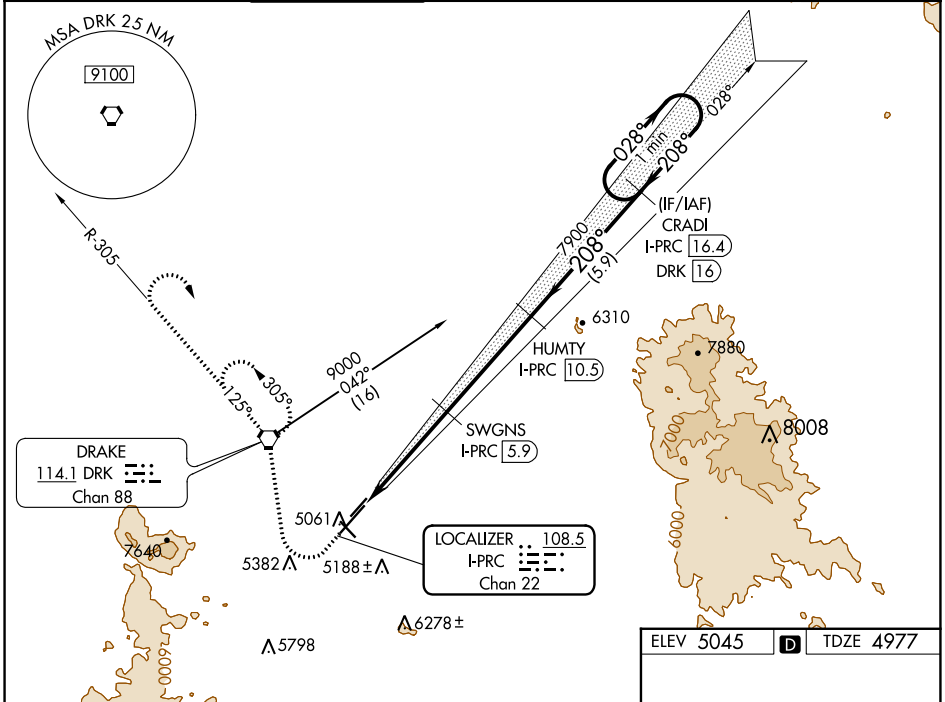 MSA DRK 25 NM
9100
R-305
125°
305°
9000
042°
(16)
028°
1 min
208°
028°
7900
208°
(5.9)
(IF/IAF)
CRADI
I-PRC 16.4
DRK 16
6310
HUMTY
I-PRC 10.5
7880
7000
8008
6000
SWGNS
I-PRC 5.9
DRAKE
114.1 DRK
Chan 88
5061
LOCALIZER 108.5
I-PRC
Chan 22
7640
5382
5188±
6278±
5798
6000
ELEV 5045 D TDZE 4977